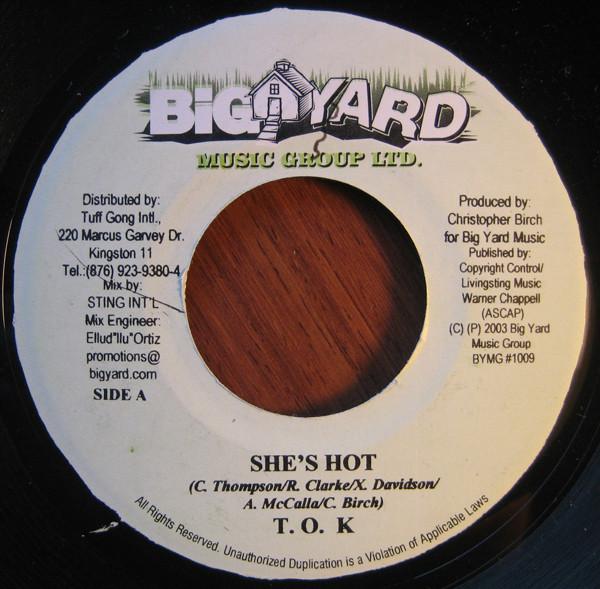 BiG YARD
MUSIC GROUP LTD.
Distributed by:
Tuff Gong Intl.,
220 Marcus Garvey Dr.
Kingston 11
Tel.:(876) 923-9380-4
Mix by:
STING INT'L
Mix Engineer:
Ellud"llu"Ortiz
promotions@
bigyard.com
SIDE A
Produced by:
Christopher Birch
for Big Yard Music
Published by:
Copyright Control/
Livingsting Music
Warner Chappell
(ASCAP)
(C) (P) 2003 Big Yard
Music Group
BYMG #1009
SHE'S HOT
(C. Thompson/R. Clarke/X. Davidson/
A. McCalla/C. Birch)
T. O. K
All Rights Reserved. Unauthorized Duplication is a Violation of Applicable Laws